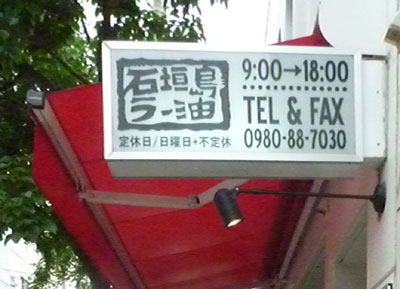 石垣島
ラー油
定休日/日曜日+不定休
9:00→18:00
TEL & FAX
0980-88-7030